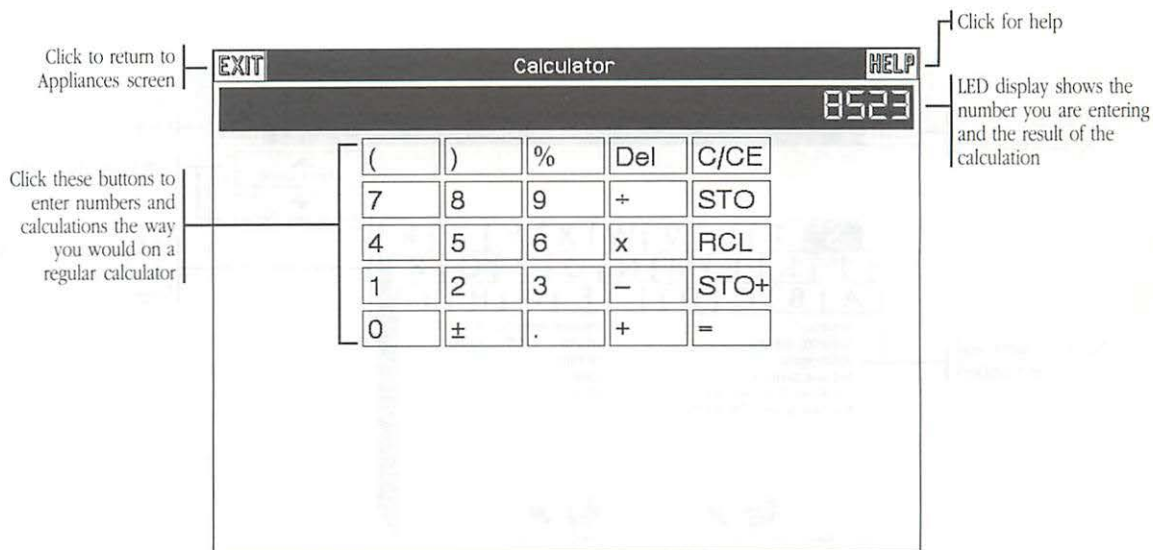 Click for help
Click to return to
Appliances screen
EXIT
Calculator
HELP
8523
LED display shows the
number you are entering
and the result of the
calculation
Click these buttons to
enter numbers and
calculations the way
you would on a
regular calculator
( ) % Del C/CE
7 8 9 ÷ STO
4 5 6 x RCL
1 2 3 − STO+
0 ± . + =